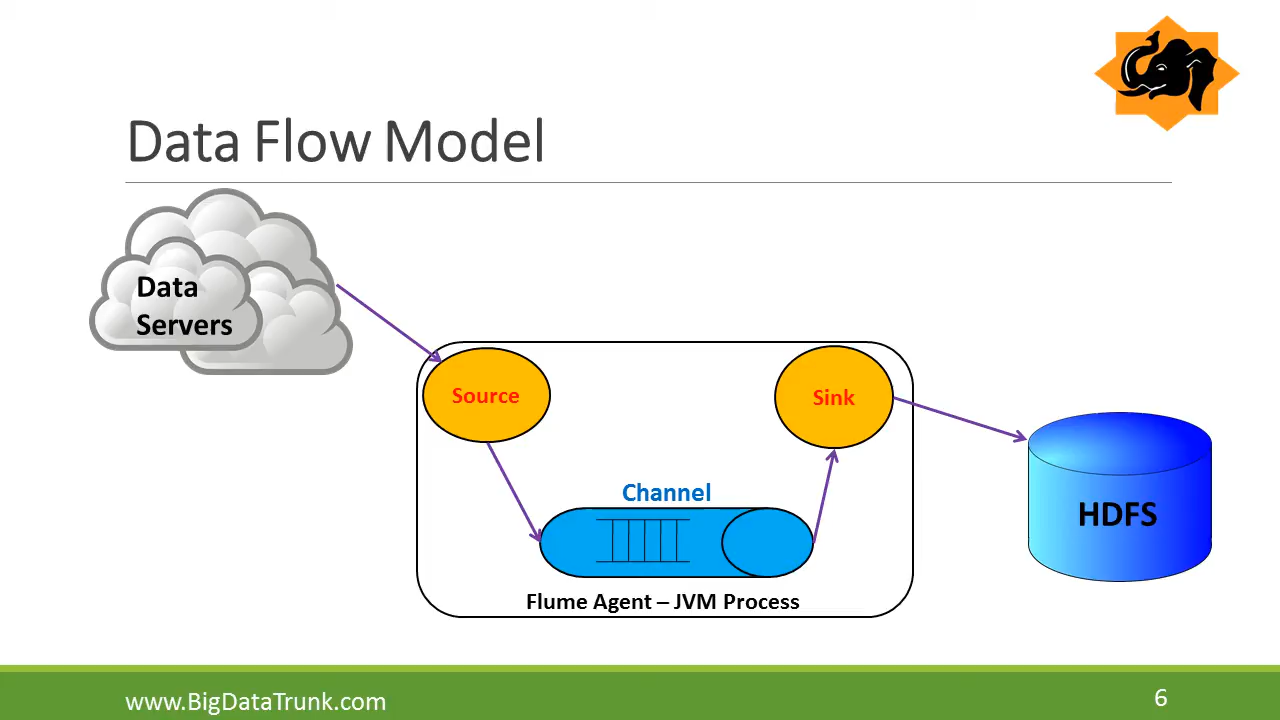 Data Flow Model
Data
Servers
Source
Sink
Channel
HDFS
Flume Agent – JVM Process
www.BigDataTrunk.com
6